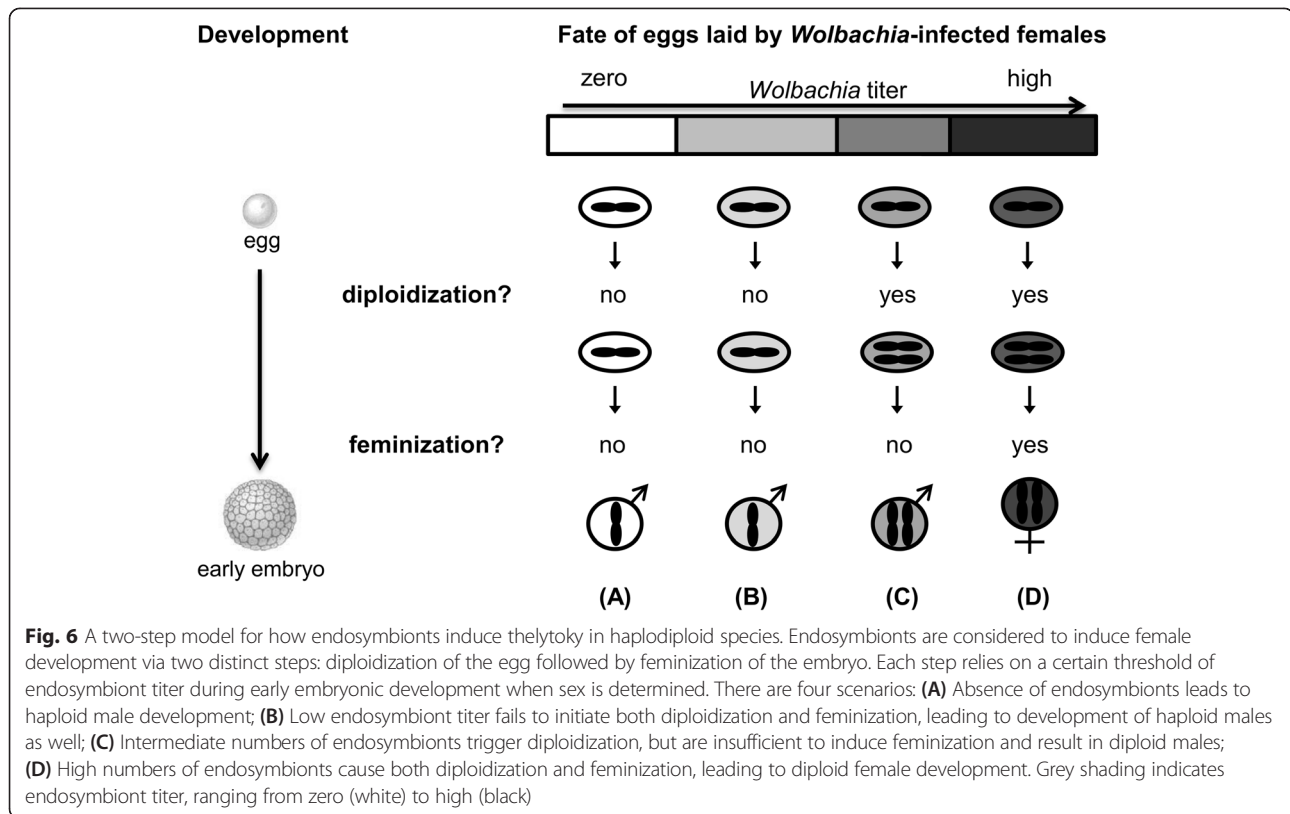 Development
Fate of eggs laid by Wolbachia-infected females
zero
Wolbachia titer
high
egg
diploidization?
no
no
yes
yes
feminization?
no
no
no
yes
early embryo
(A)
(B)
(C)
(D)
Fig. 6 A two-step model for how endosymbionts induce thelytoky in haplodiploid species. Endosymbionts are considered to induce female
development via two distinct steps: diploidization of the egg followed by feminization of the embryo. Each step relies on a certain threshold of
endosymbiont titer during early embryonic development when sex is determined. There are four scenarios: (A) Absence of endosymbionts leads to
haploid male development; (B) Low endosymbiont titer fails to initiate both diploidization and feminization, leading to development of haploid males
as well; (C) Intermediate numbers of endosymbionts trigger diploidization, but are insufficient to induce feminization and result in diploid males;
(D) High numbers of endosymbionts cause both diploidization and feminization, leading to diploid female development. Grey shading indicates
endosymbiont titer, ranging from zero (white) to high (black)